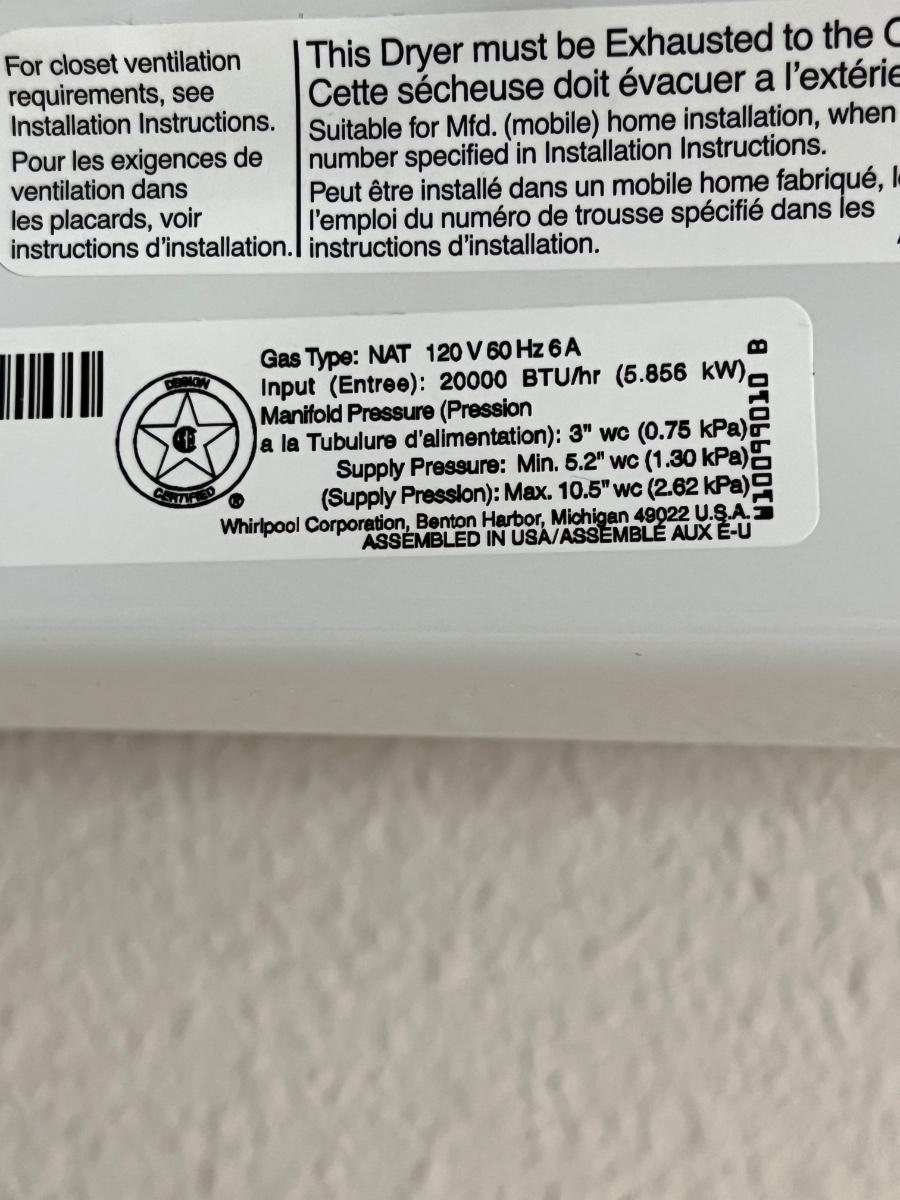 For closet ventilation
requirements, see
Installation Instructions.
Pour les exigences de
ventilation dans
les placards, voir
instructions d'installation.
This Dryer must be Exhausted to the
Cette sécheuse doit évacuer a l'extérie
Suitable for Mfd. (mobile) home installation, when
number specified in Installation Instructions.
Peut être installé dans un mobile home fabriqué,
l'emploi du numéro de trousse spécifié dans les
instructions d'installation.
DESIGN
CERTIFIED
®
Gas Type: NAT 120 V 60 Hz 6 A
Input (Entree): 20000 BTU/hr (5.856 kW)
Manifold Pressure (Pression
a la Tubulure d'alimentation): 3" wc (0.75 kPa)
Supply Pressure: Min. 5.2" wc (1.30 kPa)
(Supply Pression): Max. 10.5" wc (2.62 kPa)
Whirlpool Corporation, Benton Harbor, Michigan 49022 U.S.A.
ASSEMBLED IN USA/ASSEMBLÉ AUX É-U